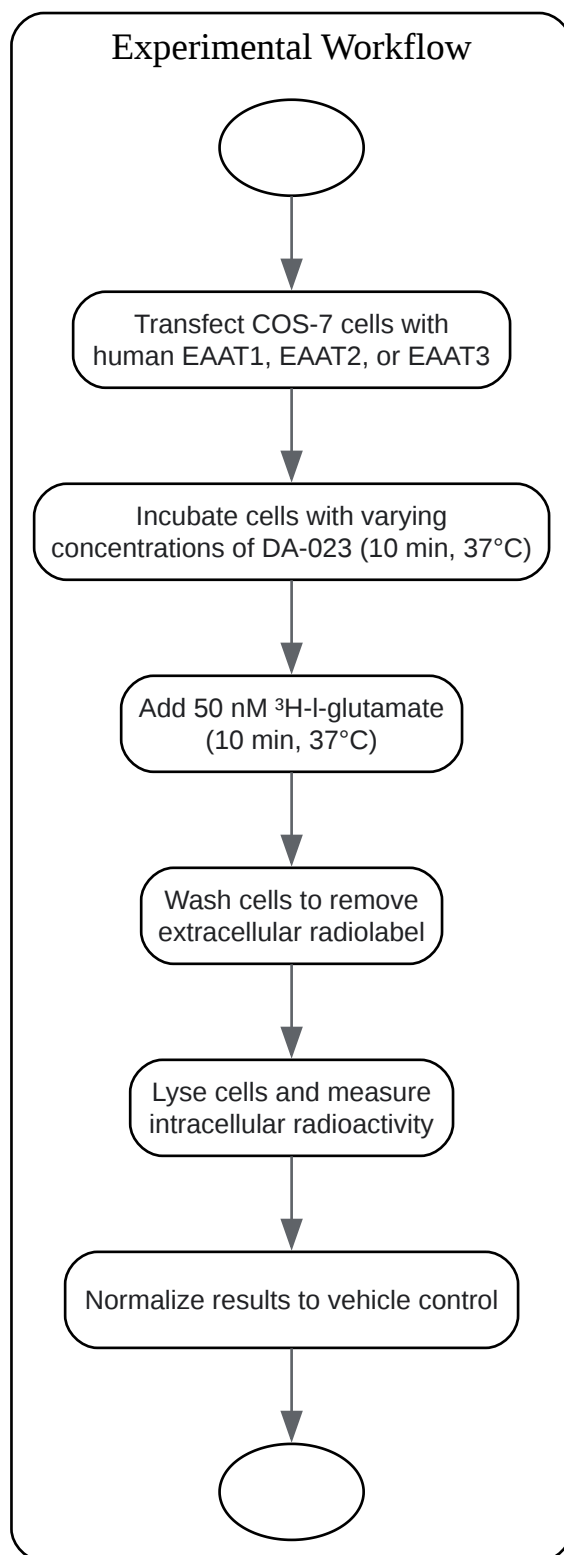 Experimental Workflow
Transfect COS-7 cells with
human EAAT1, EAAT2, or EAAT3
Incubate cells with varying
concentrations of DA-023 (10 min, 37°C)
Add 50 nM ³H-l-glutamate
(10 min, 37°C)
Wash cells to remove
extracellular radiolabel
Lyse cells and measure
intracellular radioactivity
Normalize results to vehicle control